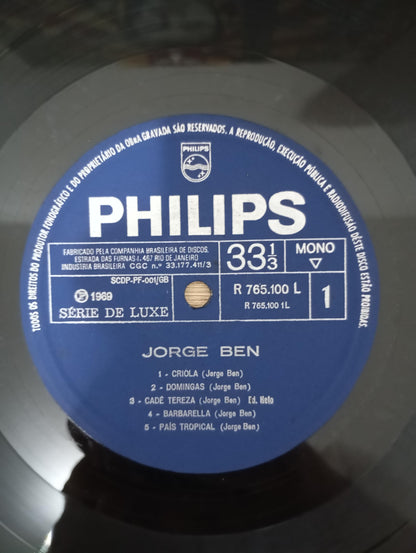 TODOS OS DIREITOS DO PRODUTOR FONOGRÁFICO E DO PROPRIETÁRIO DA OBRA GRAVADA SÃO RESERVADOS. A REPRODUÇÃO, EXECUÇÃO PÚBLICA E RADIODIFUSÃO DÊSTE DISCO ESTÃO PROIBIDAS.
PHILIPS
PHILIPS
FABRICADO PELA COMPANHIA BRASILEIRA DE DISCOS.
ESTRADA DAS FURNAS 1.467 RIO DE JANEIRO
INDUSTRIA BRASILEIRA CGC n.º 33.177.411/3
33 1/3
MONO
▽
SCDP-PF-001/GB
Ⓟ 1969
SÉRIE DE LUXE
R 765.100 L
R 765.100 1L
1
JORGE BEN
1 - CRIOLA (Jorge Ben)
2 - DOMINGAS (Jorge Ben)
3 - CADÊ TEREZA (Jorge Ben) Ed. Helo
4 - BARBARELLA (Jorge Ben)
5 - PAÍS TROPICAL (Jorge Ben)